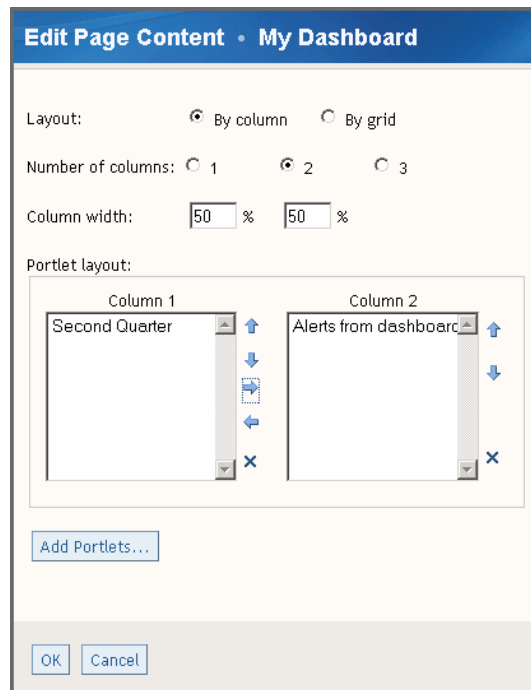 Edit Page Content • My Dashboard
Layout: By column By grid
Number of columns: 1 2 3
Column width: 50 % 50 %
Portlet layout:
Column 1 Column 2
Second Quarter Alerts from dashboard
Add Portlets...
OK Cancel